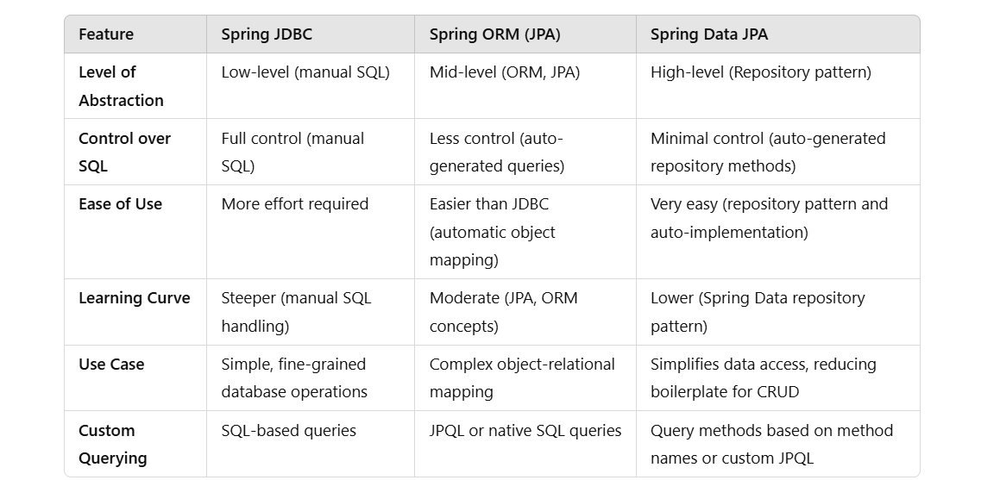 Feature Spring JDBC Spring ORM (JPA) Spring Data JPA
Level of Low-level (manual SQL) Mid-level (ORM, JPA) High-level (Repository pattern)
Abstraction
Control over Full control (manual Less control (auto- Minimal control (auto-generated
SQL SQL) generated queries) repository methods)
Ease of Use More effort required Easier than JDBC Very easy (repository pattern and
(automatic object auto-implementation)
mapping)
Learning Curve Steeper (manual SQL Moderate (JPA, ORM Lower (Spring Data repository
handling) concepts) pattern)
Use Case Simple, fine-grained Complex object-relational Simplifies data access, reducing
database operations mapping boilerplate for CRUD
Custom SQL-based queries JPQL or native SQL queries Query methods based on method
Querying names or custom JPQL